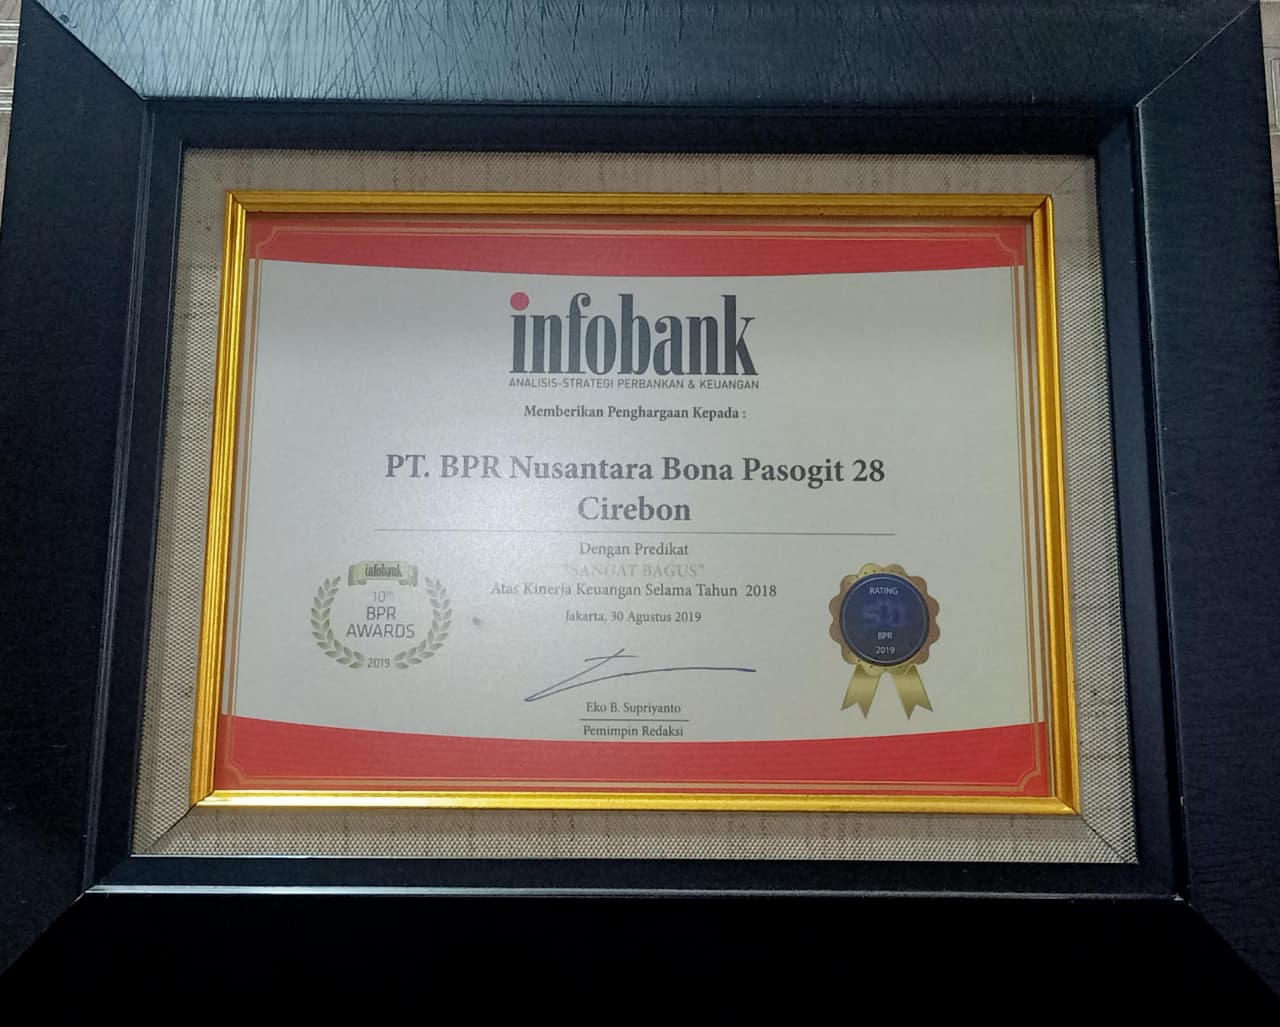 infobank
ANALISIS-STRATEGI PERBANKAN & KEUANGAN
Memberikan Penghargaan Kepada :
PT. BPR Nusantara Bona Pasogit 28
Cirebon
Dengan Predikat
"SANGAT BAGUS"
Atas Kinerja Keuangan Selama Tahun 2018
Jakarta, 30 Agustus 2019
Eko B. Supriyanto
Pemimpin Redaksi
infobank
10th
BPR
AWARDS
2019
RATING
BPR
2019